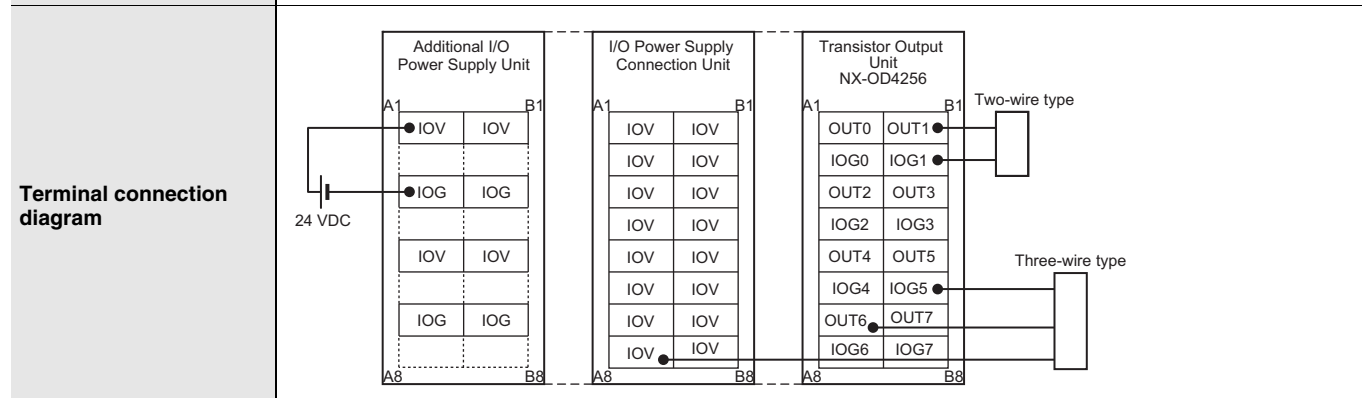 Terminal connection
diagram
24 VDC
Additional I/O
Power Supply Unit
A1 B1
IOV IOV
IOG IOG
IOV IOV
IOG IOG
A8 B8
I/O Power Supply
Connection Unit
A1 B1
IOV IOV
IOV IOV
IOV IOV
IOV IOV
IOV IOV
IOV IOV
IOV IOV
IOV IOV
A8 B8
Transistor Output
Unit
NX-OD4256
A1 B1
OUT0 OUT1
IOG0 IOG1
OUT2 OUT3
IOG2 IOG3
OUT4 OUT5
IOG4 IOG5
OUT6 OUT7
IOG6 IOG7
A8 B8
Two-wire type
Three-wire type